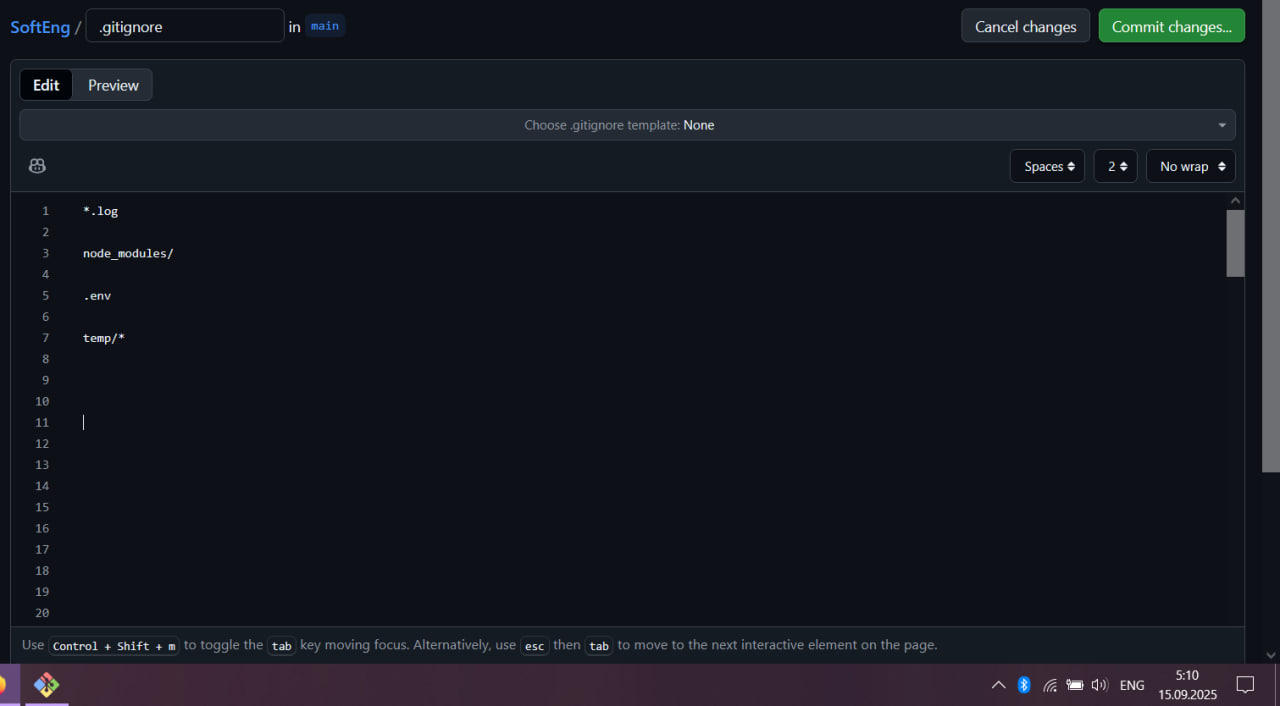 SoftEng / .gitignore in main Cancel changes Commit changes...
Edit Preview
Choose .gitignore template: None
Spaces 2 No wrap
1 *.log
2
3 node_modules/
4
5 .env
6
7 temp/*
8
9
10
11
12
13
14
15
16
17
18
19
20
Use Control + Shift + m to toggle the tab key moving focus. Alternatively, use esc then tab to move to the next interactive element on the page.
ENG 5:10
15.09.2025